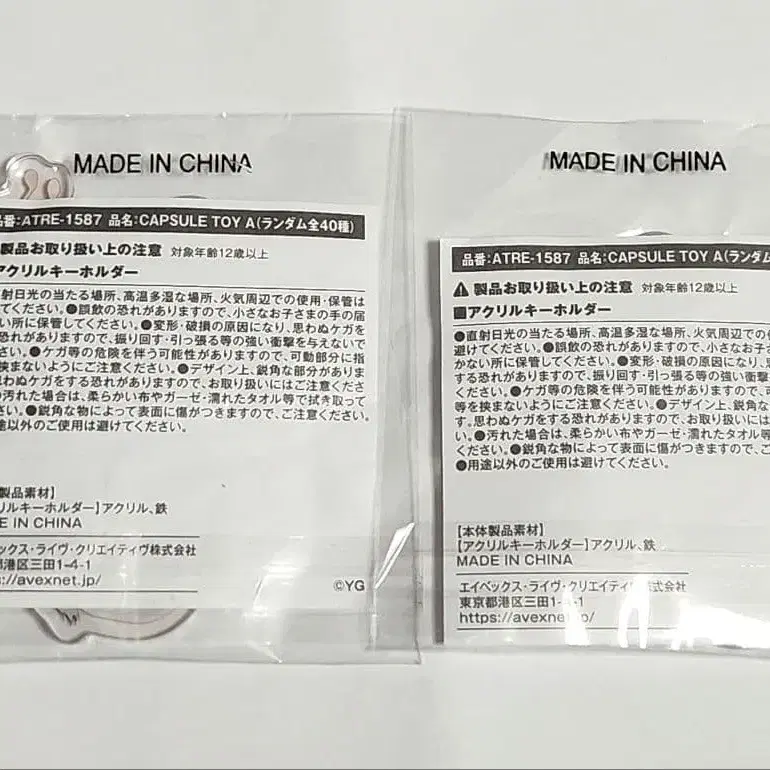 MADE IN CHINA
品番:ATRE-1587 品名:CAPSULE TOY A(ランダム全40種)
製品お取り扱い上の注意 対象年齢12歳以上
アクリルキーホルダー
射日光の当たる場所、高温多湿な場所、火気周辺での使用・保管は
てください。●誤飲の恐れがありますので、小さなお子さまの手の届
い所に保管してください。●変形・破損の原因になり、思わぬケガを
恐れがありますので、振り回す・引っ張る等の強い衝撃を与えないで
さい。●ケガ等の危険を伴う可能性がありますので、可動部分に指
挟まないようにご注意ください。●デザイン上、鋭角な部分がありま
思わぬケガをする恐れがありますので、お取り扱いにはご注意くださ
汚れた場合は、柔らかい布やガーゼ・濡れたタオル等で拭き取って
さい。●鋭角な物によって表面に傷がつきますので、ご注意ください。
途以外のご使用は避けてください。
製品素材】
リルキーホルダー】アクリル、鉄
E IN CHINA
ックス・ライヴ・クリエイティヴ株式会社
都港区三田1-4-1
s://avexnet.jp/
©YG
MADE IN CHINA
品番:ATRE-1587 品名:CAPSULE TOY A(ランダム
⚠ 製品お取り扱い上の注意 対象年齢12歳以上
■アクリルキーホルダー
●直射日光の当たる場所、高温多湿な場所、火気周辺での
避けてください。●誤飲の恐れがありますので、小さなお子さ
かない所に保管してください。●変形・破損の原因になり、
する恐れがありますので、振り回す・引っ張る等の強い衝撃
ください。●ケガ等の危険を伴う可能性がありますので、可
等を挟まないようにご注意ください。●デザイン上、鋭角な
す。思わぬケガをする恐れがありますので、お取り扱いには
い。●汚れた場合は、柔らかい布やガーゼ・濡れたタオル等
ください。●鋭角な物によって表面に傷がつきますので、ご
●用途以外のご使用は避けてください。
【本体製品素材】
【アクリルキーホルダー】アクリル、鉄
MADE IN CHINA
エイベックス・ライヴ・クリエイティヴ株式会社
東京都港区三田1-4-1
https://avexnet.jp/